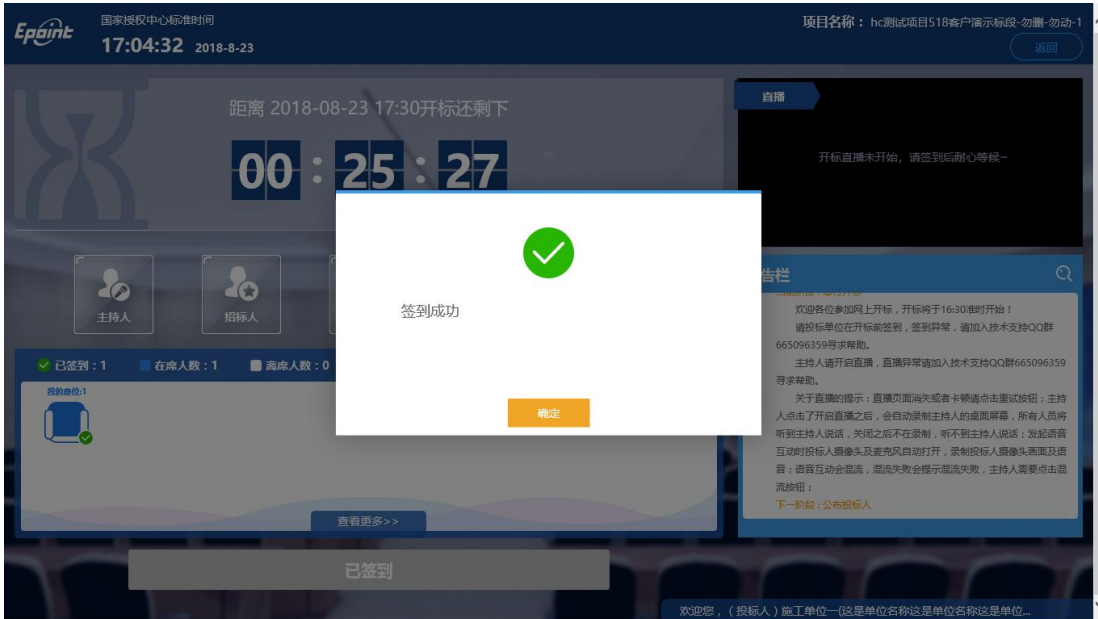 Epoint
国家授权中心标准时间
17:04:32 2018-8-23
项目名称：hc测试项目518客户演示标段-勿删-勿动-1
返回
距离 2018-08-23 17:30开标还剩下
00 : 25 : 27
直播
开标直播未开始，请签到后耐心等候~
签到成功
确定
主持人
招标人
告栏
欢迎各位参加网上开标，开标将于16:30准时开始！
请投标单位在开标前签到，签到异常，请加入技术支持QQ群
665096359寻求帮助。
主持人请开启直播，直播异常请加入技术支持QQ群665096359
寻求帮助。
关于直播的提示：直播页面消失或者卡顿请点击重试按钮；主持
人点击了开启直播之后，会自动录制主持人的桌面屏幕，所有人员将
听到主持人说话，关闭之后不在录制，听不到主持人说话；发起语音
互动时投标人摄像头及麦克风自动打开，录制投标人摄像头画面及语
音；语音互动会混流，混流失败会提示混流失败，主持人需要点击混
流按钮；
下一阶段：公布投标人
已签到：1 在席人数：1 离席人数：0
我的座位:1
查看更多>>
已签到
欢迎您，（投标人）施工单位一(这是单位名称这是单位名称这是单位...